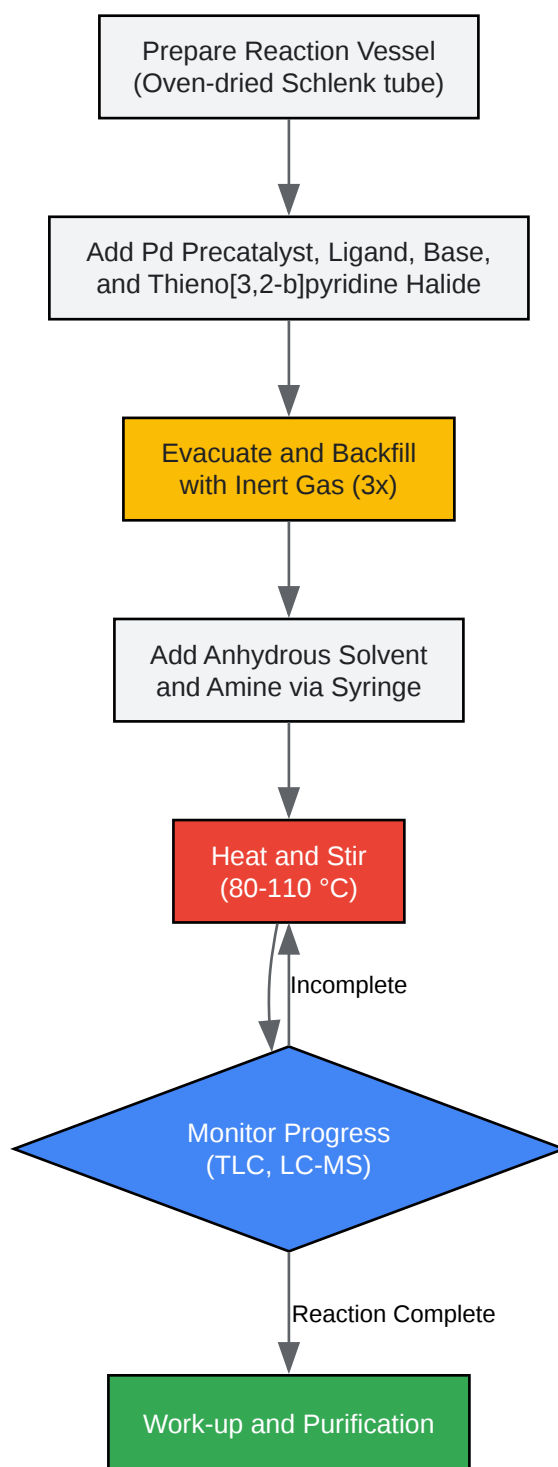 Prepare Reaction Vessel
(Oven-dried Schlenk tube)
Add Pd Precatalyst, Ligand, Base,
and Thieno[3,2-b]pyridine Halide
Evacuate and Backfill
with Inert Gas (3x)
Add Anhydrous Solvent
and Amine via Syringe
Heat and Stir
(80-110 °C)
Incomplete
Monitor Progress
(TLC, LC-MS)
Reaction Complete
Work-up and Purification